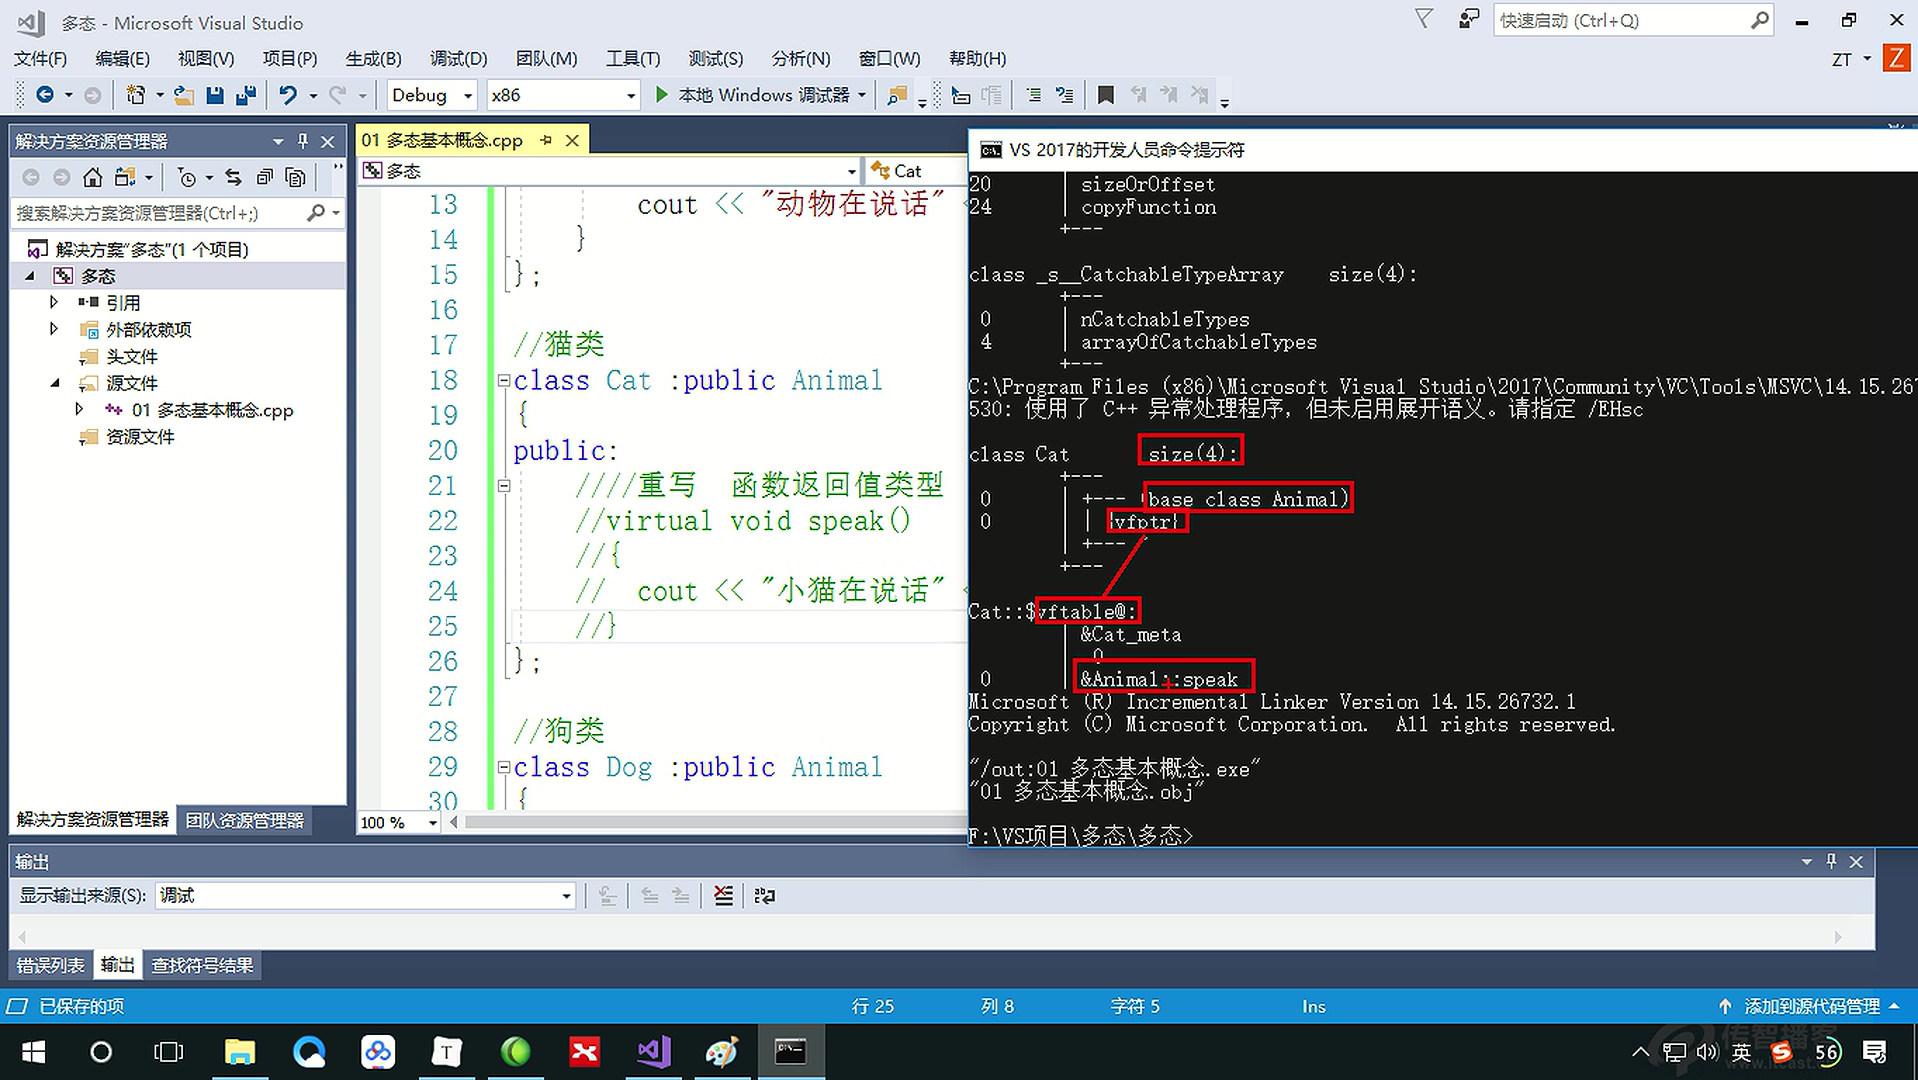 多态 - Microsoft Visual Studio
快速启动 (Ctrl+Q)
文件(F) 编辑(E) 视图(V) 项目(P) 生成(B) 调试(D) 团队(M) 工具(T) 测试(S) 分析(N) 窗口(W) 帮助(H)
ZT Z
Debug x86 本地 Windows 调试器
解决方案资源管理器
搜索解决方案资源管理器(Ctrl+;)
解决方案"多态"(1 个项目)
多态
引用
外部依赖项
头文件
源文件
01 多态基本概念.cpp
资源文件
解决方案资源管理器 团队资源管理器
01 多态基本概念.cpp
多态 Cat
13 cout << "动物在说话" <
14 }
15 };
16
17 //猫类
18 class Cat :public Animal
19 {
20 public:
21 ////重写 函数返回值类型
22 //virtual void speak()
23 //{
24 // cout << "小猫在说话" <
25 //}
26 };
27
28 //狗类
29 class Dog :public Animal
30 {
100 %
VS 2017的开发人员命令提示符
20 | sizeOrOffset
24 | copyFunction
+---
class _s__CatchableTypeArray size(4):
+---
0 | nCatchableTypes
4 | arrayOfCatchableTypes
+---
C:\Program Files (x86)\Microsoft Visual Studio\2017\Community\VC\Tools\MSVC\14.15.267
530: 使用了 C++ 异常处理程序，但未启用展开语义。请指定 /EHsc
class Cat size(4):
+---
0 | +--- (base class Animal)
0 | | {vfptr}
| +---
+---
Cat::$vftable@:
| &Cat_meta
| 0
0 | &Animal::speak
Microsoft (R) Incremental Linker Version 14.15.26732.1
Copyright (C) Microsoft Corporation. All rights reserved.
"/out:01 多态基本概念.exe"
"01 多态基本概念.obj"
F:\VS项目\多态\多态>
输出
显示输出来源(S): 调试
错误列表 输出 查找符号结果
已保存的项 行 25 列 8 字符 5 Ins 添加到源代码管理
T 英 S 56
传智播客
www.itcast.cn